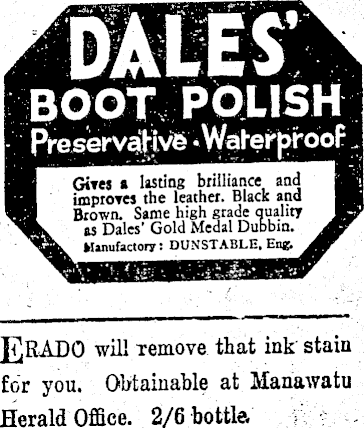 DALES'
BOOT POLISH
Preservative · Waterproof
Gives a lasting brilliance and
improves the leather. Black and
Brown. Same high grade quality
as Dales' Gold Medal Dubbin.
Manufactory: DUNSTABLE, Eng.
ERADO will remove that ink stain
for you. Obtainable at Manawatu
Herald Office. 2/6 bottle.